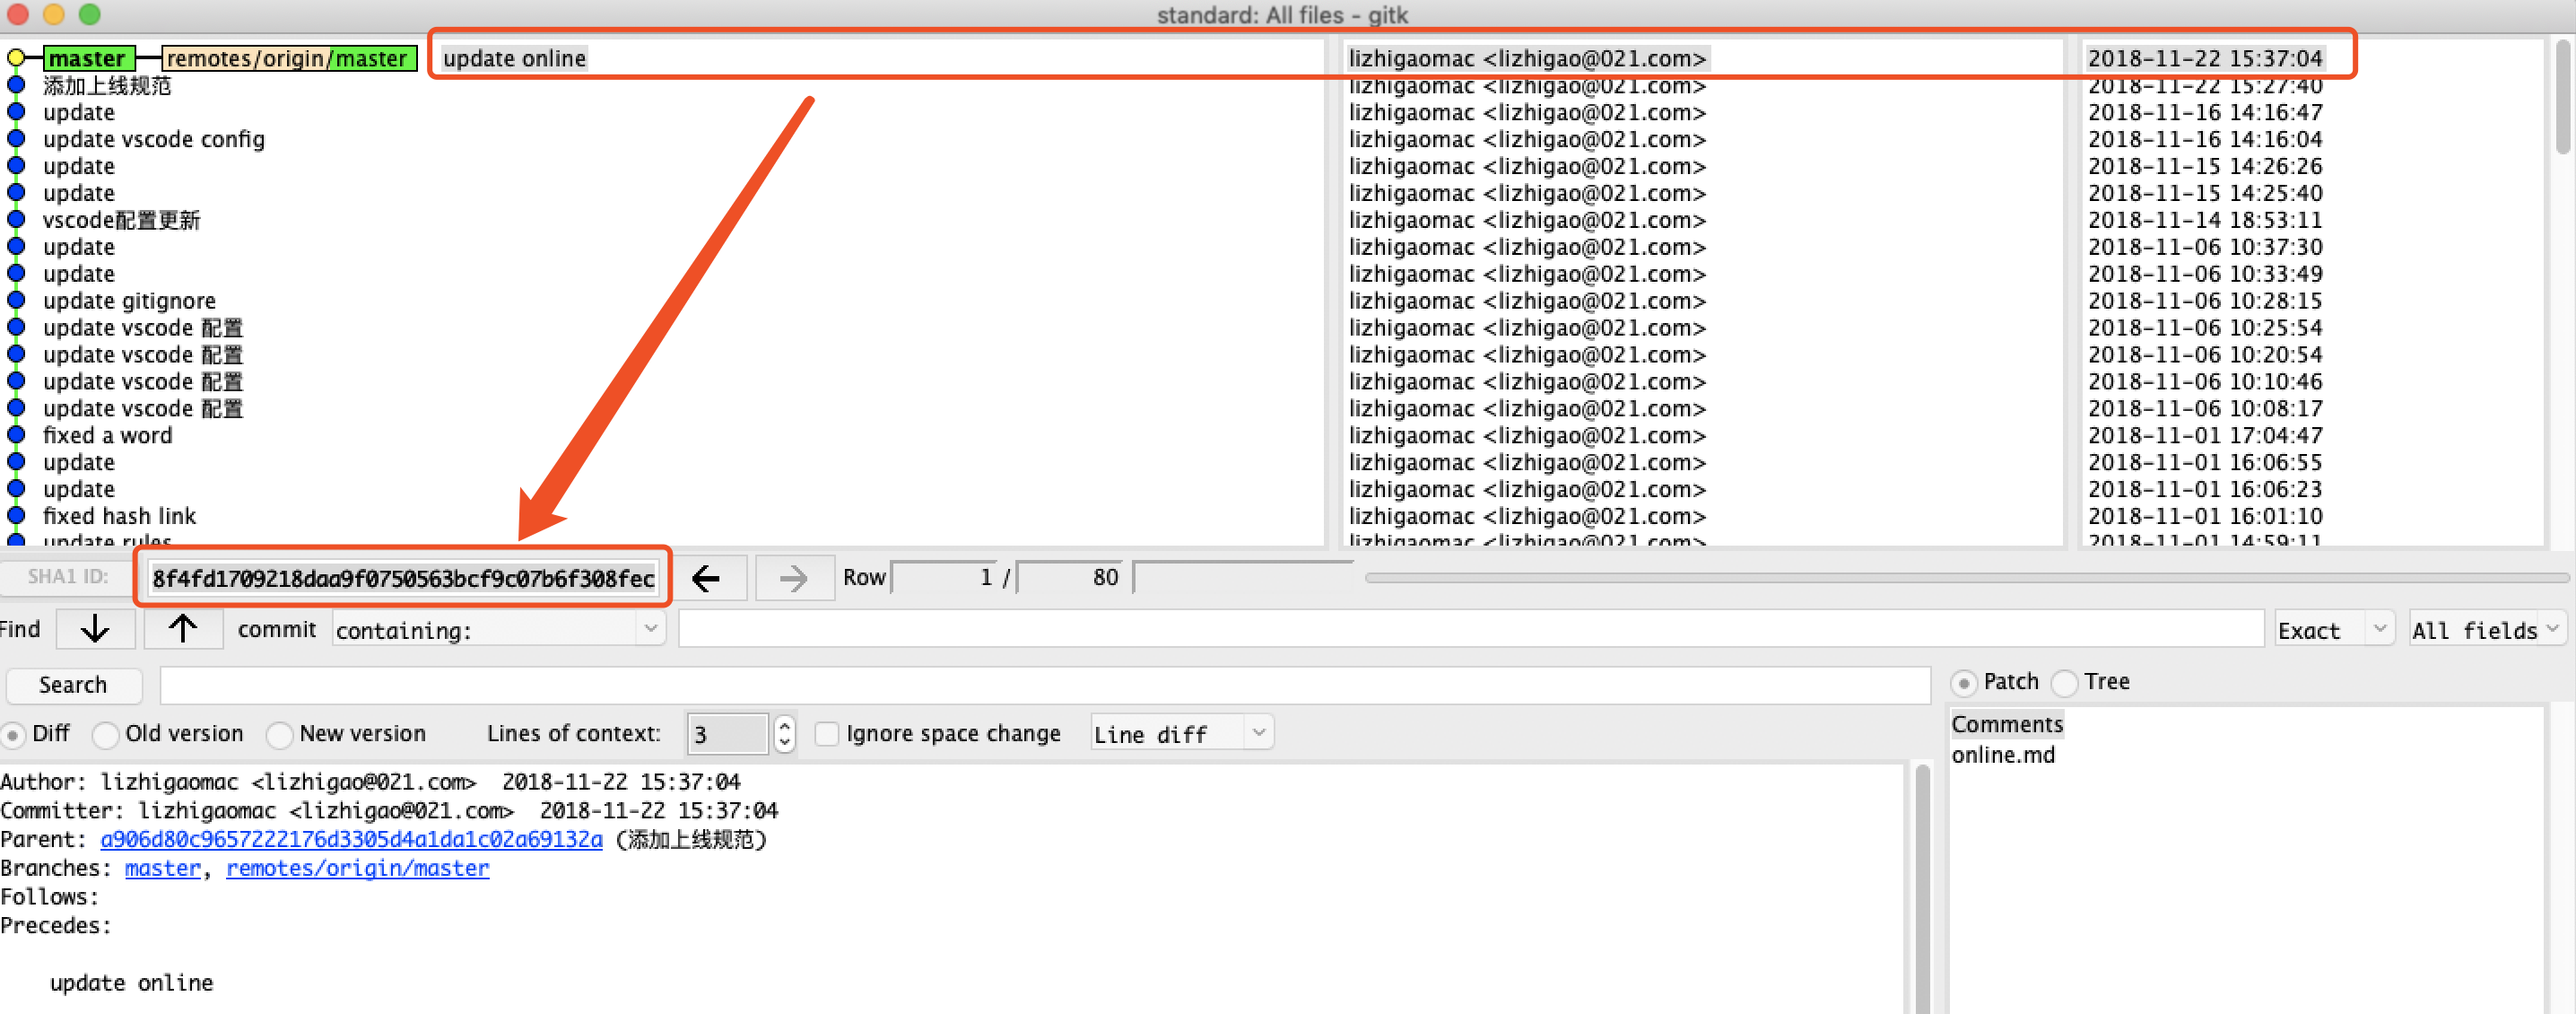 standard: All files - gitk
master remotes/origin/master update online lizhigaomac <lizhigao@021.com> 2018-11-22 15:37:04
添加上线规范 lizhigaomac <lizhigao@021.com> 2018-11-22 15:27:40
update lizhigaomac <lizhigao@021.com> 2018-11-16 14:16:47
update vscode config lizhigaomac <lizhigao@021.com> 2018-11-16 14:16:04
update lizhigaomac <lizhigao@021.com> 2018-11-15 14:26:26
update lizhigaomac <lizhigao@021.com> 2018-11-15 14:25:40
vscode配置更新 lizhigaomac <lizhigao@021.com> 2018-11-14 18:53:11
update lizhigaomac <lizhigao@021.com> 2018-11-06 10:37:30
update lizhigaomac <lizhigao@021.com> 2018-11-06 10:33:49
update gitignore lizhigaomac <lizhigao@021.com> 2018-11-06 10:28:15
update vscode 配置 lizhigaomac <lizhigao@021.com> 2018-11-06 10:25:54
update vscode 配置 lizhigaomac <lizhigao@021.com> 2018-11-06 10:20:54
update vscode 配置 lizhigaomac <lizhigao@021.com> 2018-11-06 10:10:46
update vscode 配置 lizhigaomac <lizhigao@021.com> 2018-11-06 10:08:17
fixed a word lizhigaomac <lizhigao@021.com> 2018-11-01 17:04:47
update lizhigaomac <lizhigao@021.com> 2018-11-01 16:06:55
update lizhigaomac <lizhigao@021.com> 2018-11-01 16:06:23
fixed hash link lizhigaomac <lizhigao@021.com> 2018-11-01 16:01:10
update rules lizhigaomac <lizhigao@021.com> 2018-11-01 14:59:11
SHA1 ID: 8f4fd1709218daa9f0750563bcf9c07b6f308fec ← → Row 1 / 80
Find ↓ ↑ commit containing: Exact All fields
Search Patch Tree
Diff Old version New version Lines of context: 3 Ignore space change Line diff
Comments
online.md
Author: lizhigaomac <lizhigao@021.com> 2018-11-22 15:37:04
Committer: lizhigaomac <lizhigao@021.com> 2018-11-22 15:37:04
Parent: a906d80c9657222176d3305d4a1da1c02a69132a (添加上线规范)
Branches: master, remotes/origin/master
Follows:
Precedes:
update online